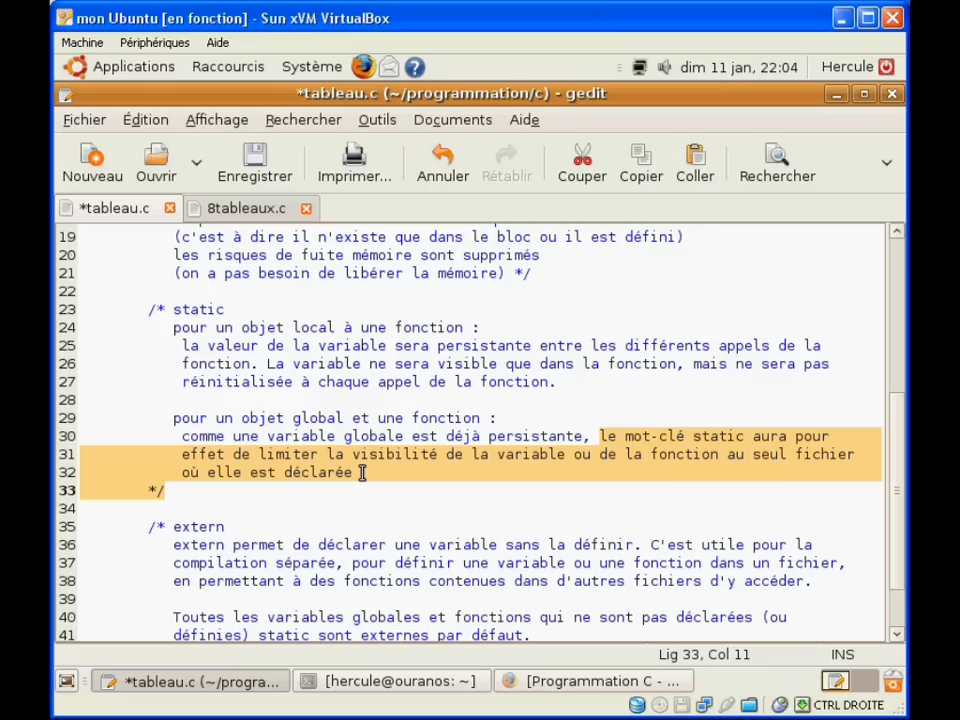 mon Ubuntu [en fonction] - Sun xVM VirtualBox
Machine Périphériques Aide
Applications Raccourcis Système dim 11 jan, 22:04 Hercule
*tableau.c (~/programmation/c) - gedit
Fichier Édition Affichage Rechercher Outils Documents Aide
Nouveau Ouvrir Enregistrer Imprimer... Annuler Rétablir Couper Copier Coller Rechercher
*tableau.c 8tableaux.c
19 (c'est à dire il n'existe que dans le bloc ou il est défini)
20 les risques de fuite mémoire sont supprimés
21 (on a pas besoin de libérer la mémoire) */
22
23 /* static
24 pour un objet local à une fonction :
25 la valeur de la variable sera persistante entre les différents appels de la
26 fonction. La variable ne sera visible que dans la fonction, mais ne sera pas
27 réinitialisée à chaque appel de la fonction.
28
29 pour un objet global et une fonction :
30 comme une variable globale est déjà persistante, le mot-clé static aura pour
31 effet de limiter la visibilité de la variable ou de la fonction au seul fichier
32 où elle est déclarée
33 */
34
35 /* extern
36 extern permet de déclarer une variable sans la définir. C'est utile pour la
37 compilation séparée, pour définir une variable ou une fonction dans un fichier,
38 en permettant à des fonctions contenues dans d'autres fichiers d'y accéder.
39
40 Toutes les variables globales et fonctions qui ne sont pas déclarées (ou
41 définies) static sont externes par défaut.
Lig 33, Col 11 INS
*tableau.c (~/progra... [hercule@ouranos: ~] [Programmation C - ...
CTRL DROITE